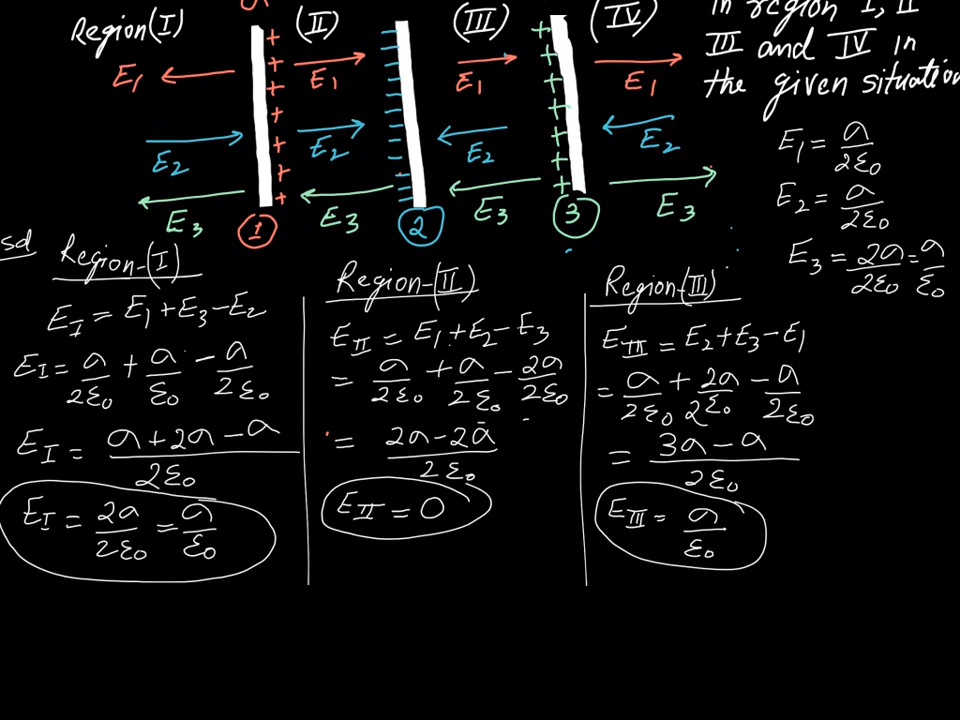 Region(I) (II) (III) (IV)
in region I, II
III and IV in
the given situation
E1 E1 E1 E1
E2 E2 E2 E2
E3 E3 E3 E3
1 2 3
E1 = σ/2ε0
E2 = σ/2ε0
E3 = 2σ/2ε0 = σ/ε0
Region-(I)
EI = E1+E3-E2
EI = σ/2ε0 + σ/ε0 - σ/2ε0
EI = σ+2σ-σ/2ε0
EI = 2σ/2ε0 = σ/ε0
Region-(II)
EII = E1+E2-E3
= σ/2ε0 + σ/2ε0 - 2σ/2ε0
= 2σ-2σ/2ε0
EII = 0
Region-(III)
EIII = E2+E3-E1
= σ/2ε0 + 2σ/2ε0 - σ/2ε0
= 3σ-σ/2ε0
EIII = σ/ε0